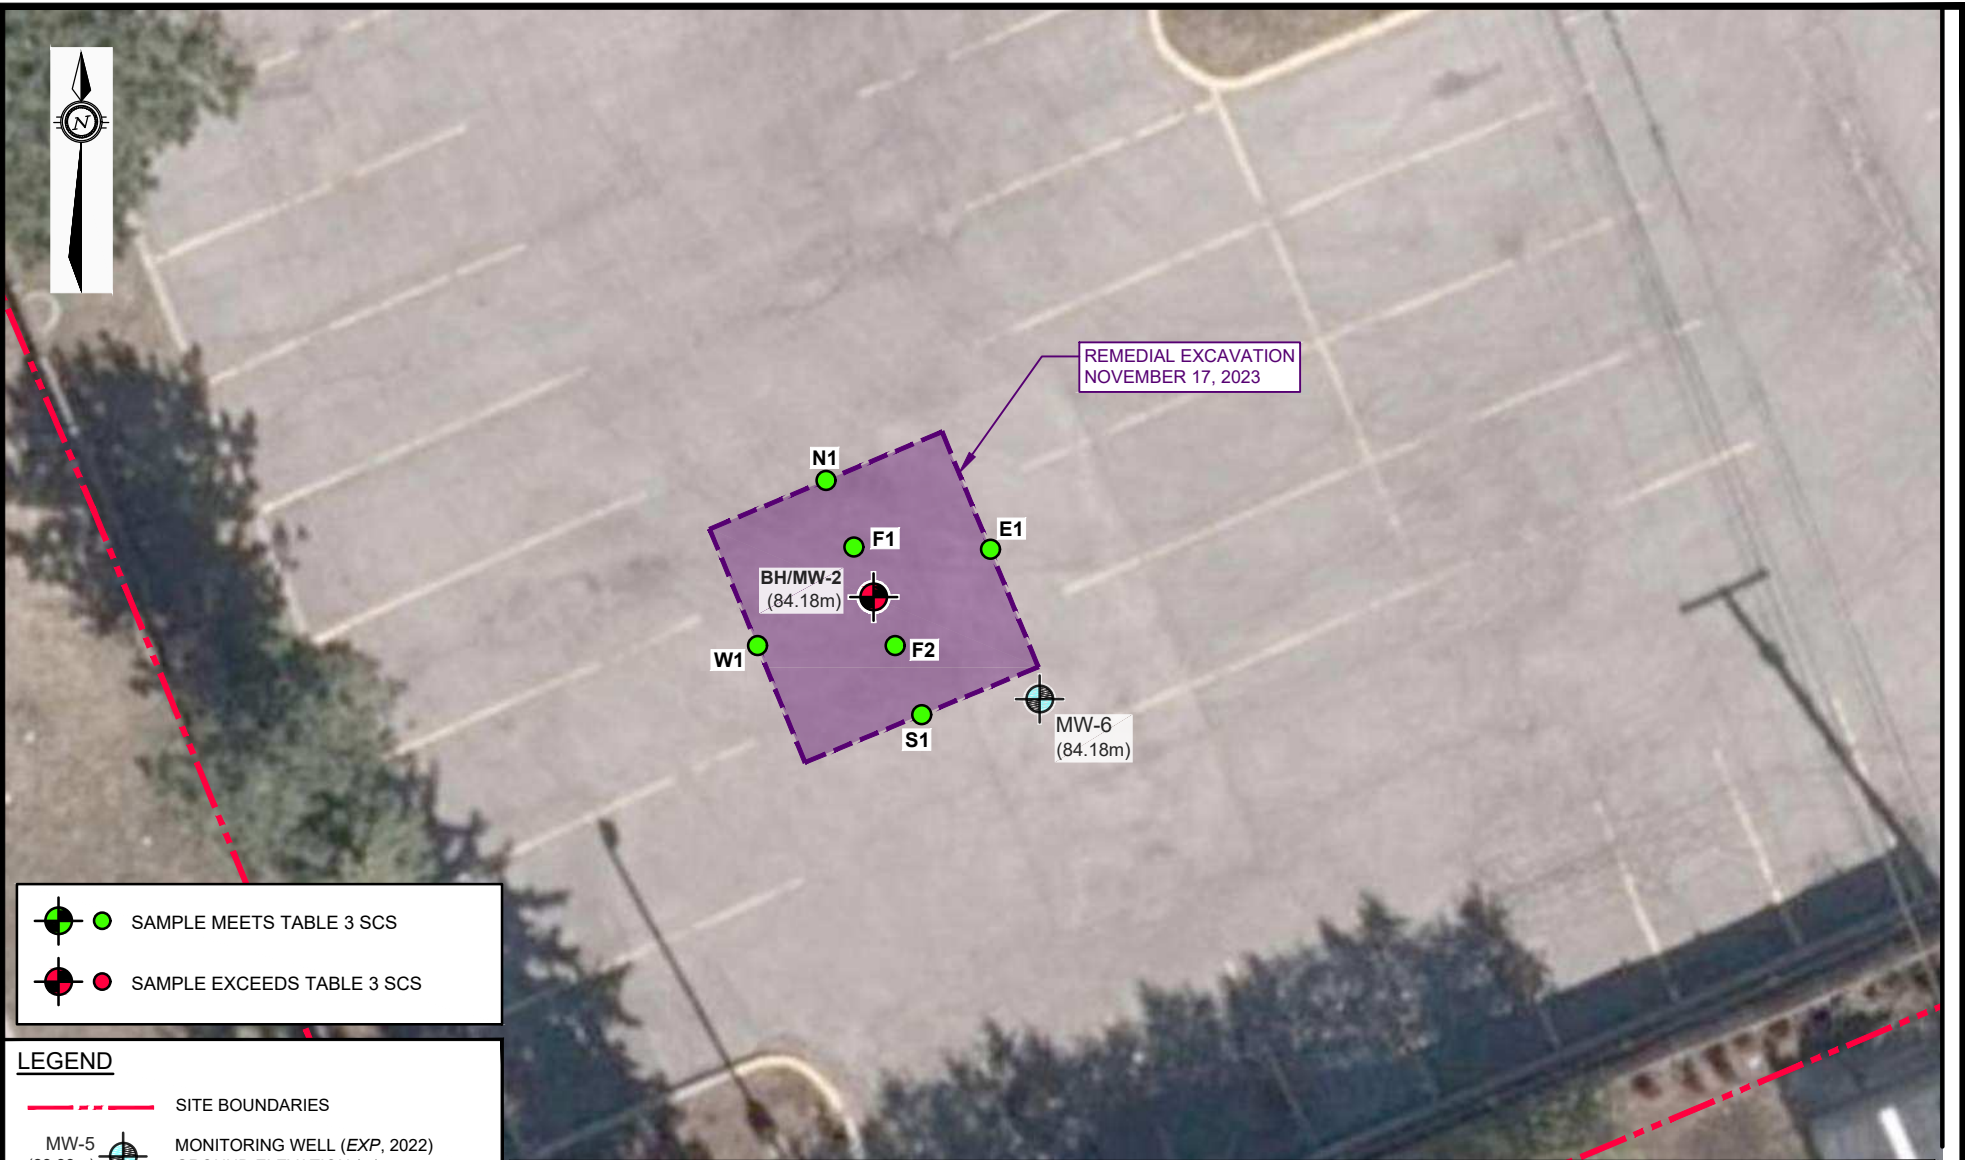 N
REMEDIAL EXCAVATION
NOVEMBER 17, 2023
N1
F1
E1
BH/MW-2
(84.18m)
W1
F2
S1
MW-6
(84.18m)
SAMPLE MEETS TABLE 3 SCS
SAMPLE EXCEEDS TABLE 3 SCS
LEGEND
SITE BOUNDARIES
MW-5
MONITORING WELL (EXP, 2022)